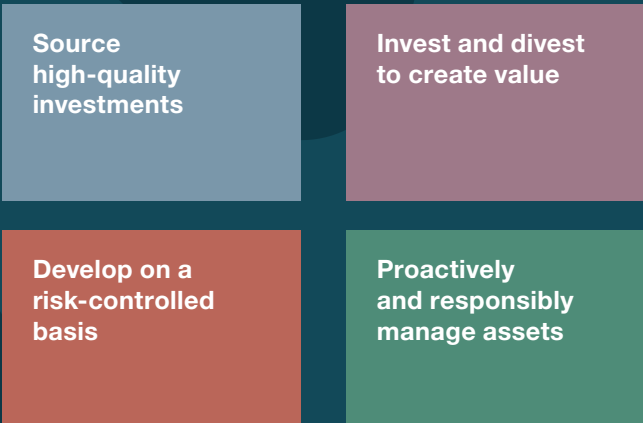 Source
high-quality
investments
Invest and divest
to create value
Develop on a
risk-controlled
basis
Proactively
and responsibly
manage assets